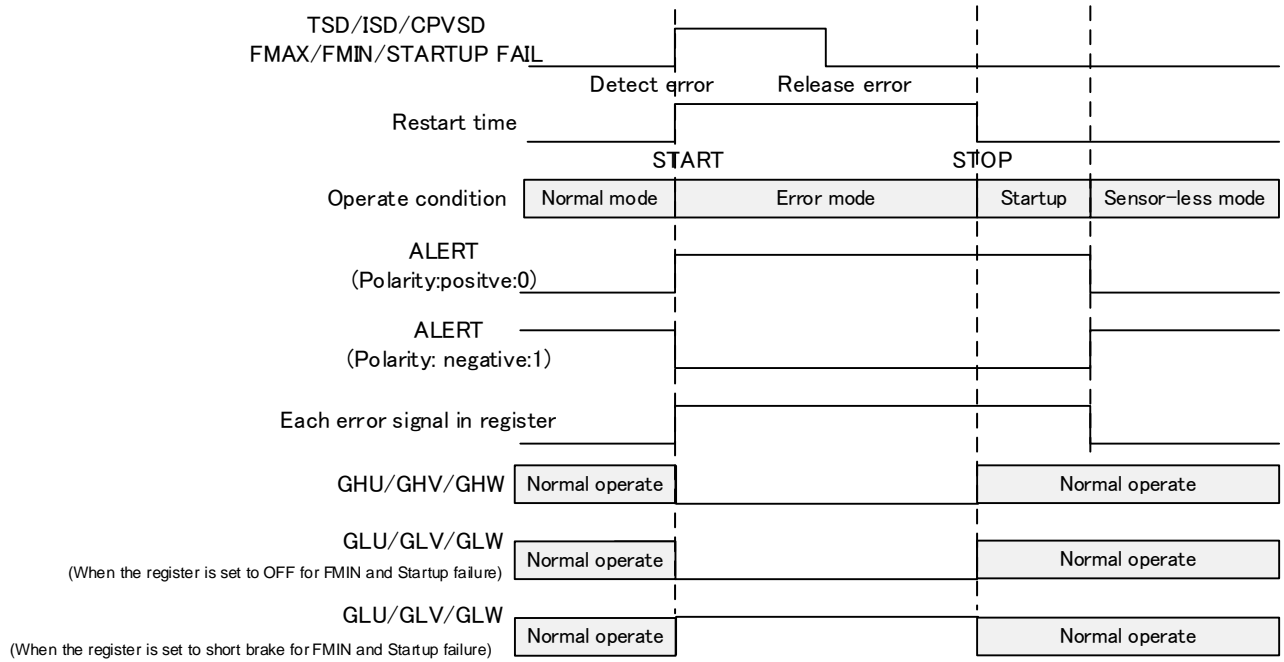 TSD/ISD/CPVSD
FMAX/FMIN/STARTUP FAIL
Detect error Release error
Restart time
START STOP
Operate condition Normal mode Error mode Startup Sensor-less mode
ALERT
(Polarity:positve:0)
ALERT
(Polarity: negative:1)
Each error signal in register
GHU/GHV/GHW Normal operate Normal operate
GLU/GLV/GLW
Normal operate Normal operate
(When the register is set to OFF for FMIN and Startup failure)
GLU/GLV/GLW
Normal operate Normal operate
(When the register is set to short brake for FMIN and Startup failure)